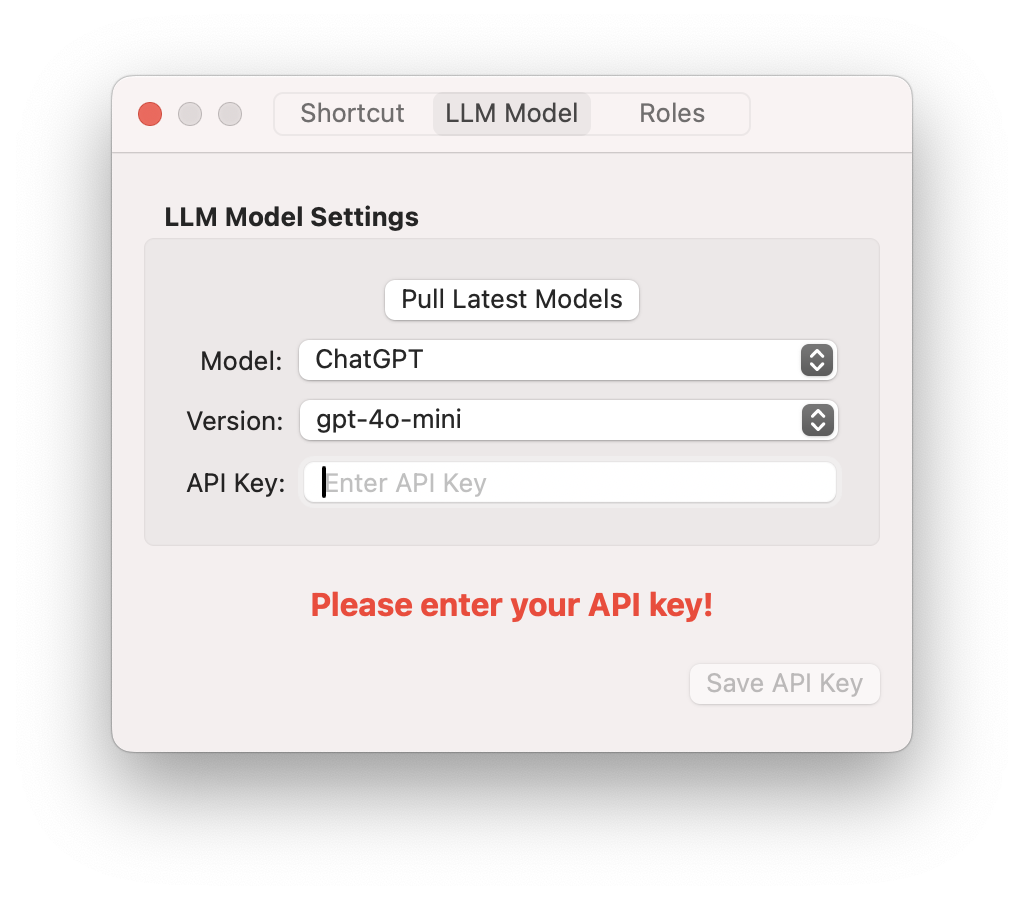 Shortcut LLM Model Roles
LLM Model Settings
Pull Latest Models
Model: ChatGPT
Version: gpt-4o-mini
API Key: Enter API Key
Please enter your API key!
Save API Key